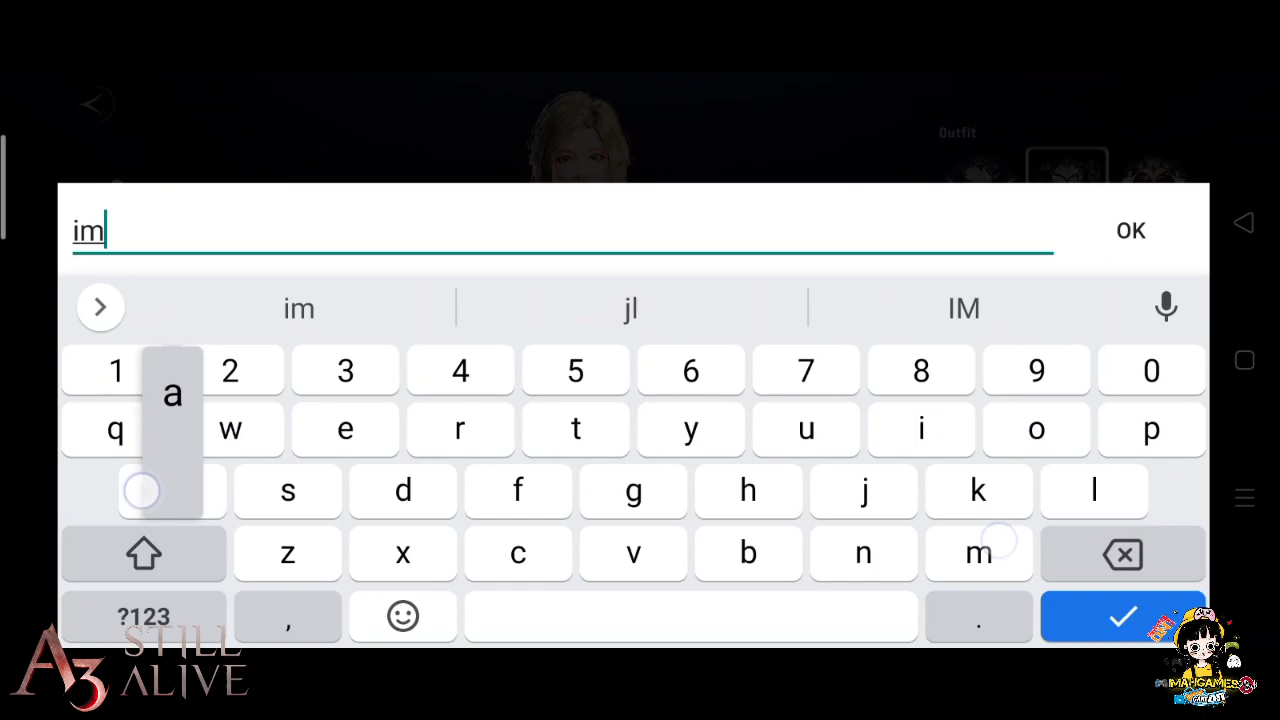 Outfit
im
OK
im jl IM
1 2 3 4 5 6 7 8 9 0
a
q w e r t y u i o p
s d f g h j k l
z x c v b n m
?123 , .
A3 STILL ALIVE
IMAHGAMES